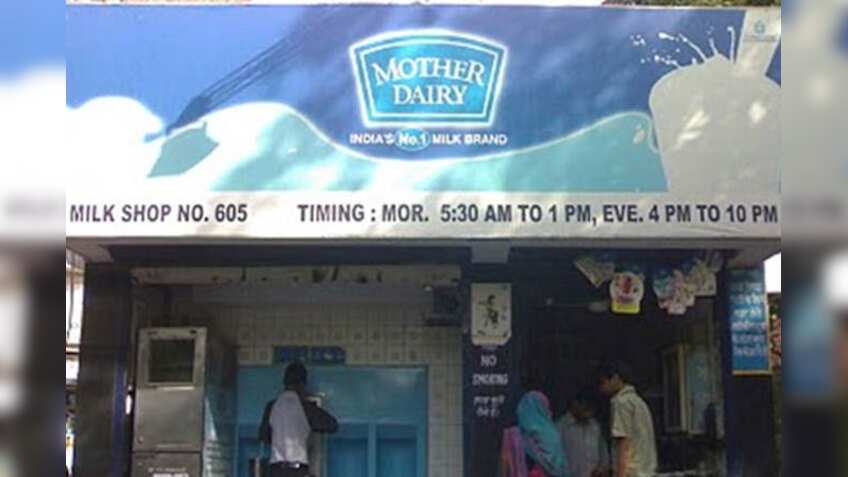 MOTHER
DAIRY
INDIA'S No.1 MILK BRAND
MILK SHOP NO. 605 TIMING : MOR. 5:30 AM TO 1 PM, EVE. 4 PM TO 10 PM
NO
SMOKING